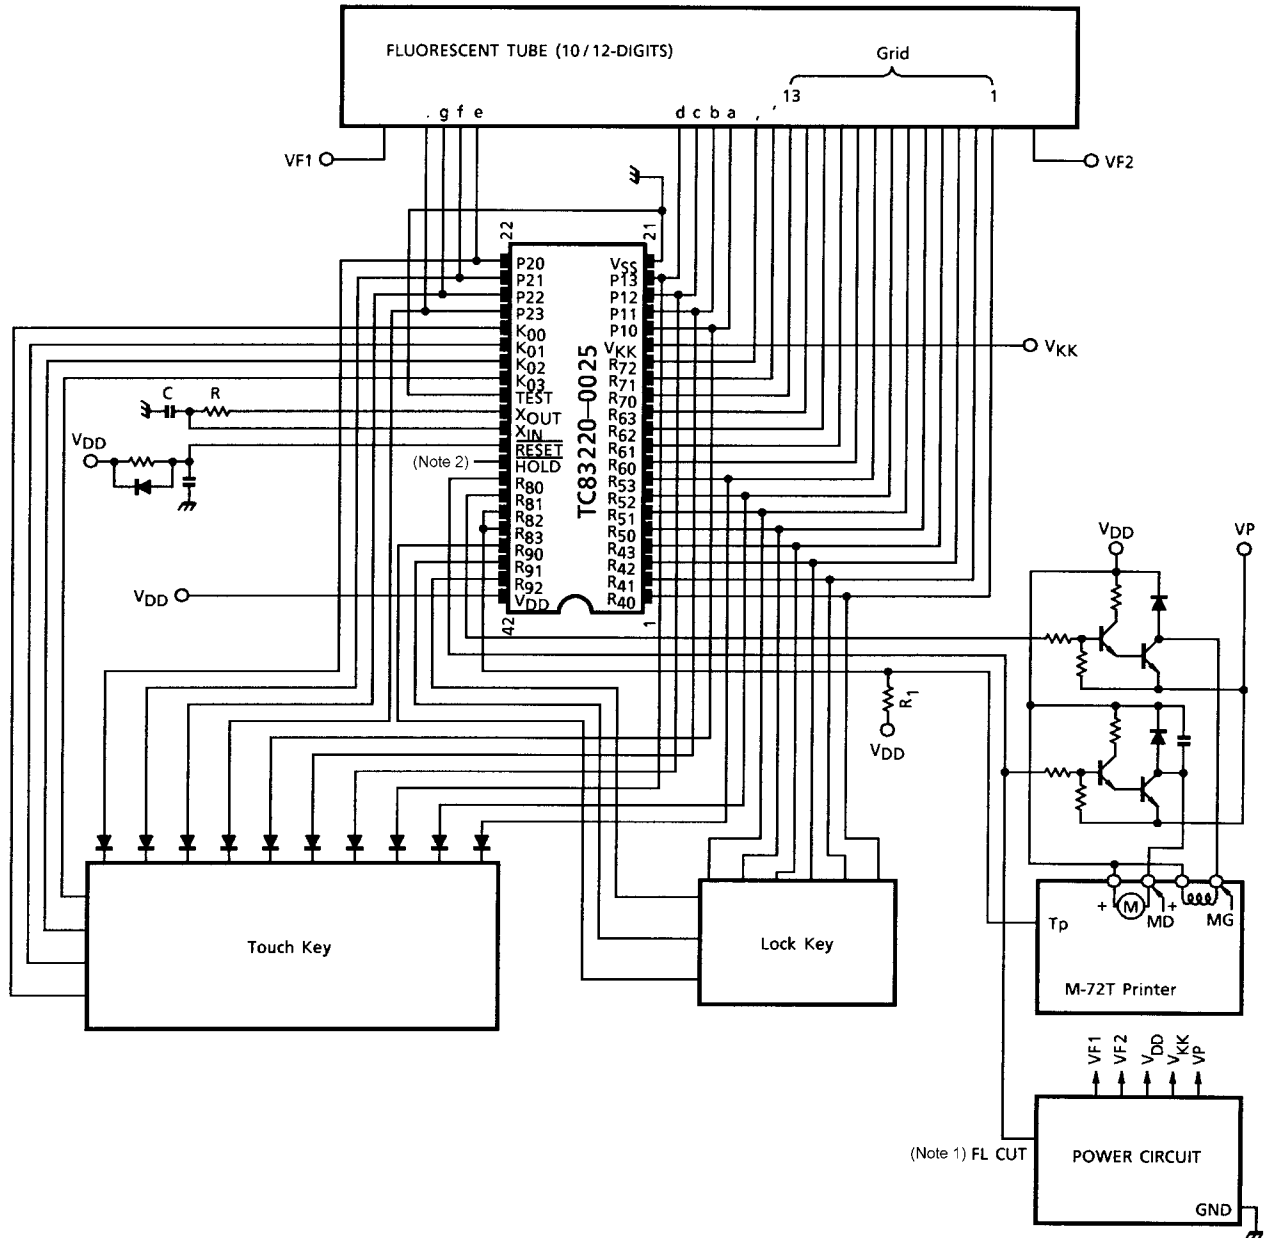 FLUORESCENT TUBE (10/12-DIGITS)
Grid
13 1
. g f e d c b a , ′
VF1
VF2
22
21
P20
P21
P22
P23
K00
K01
K02
K03
TEST
XOUT
XIN
RESET
HOLD
R80
R81
R82
R83
R90
R91
R92
VDD
42
TC83220-0025
VSS
P13
P12
P11
P10
VKK
R72
R71
R70
R63
R62
R61
R60
R53
R52
R51
R50
R43
R42
R41
R40
1
VKK
C R
VDD
(Note 2)
VDD
VDD
VP
R1
VDD
Touch Key
Lock Key
+ M MD + MG
Tp
M-72T Printer
VF1
VF2
VDD
VKK
VP
(Note 1) FL CUT
POWER CIRCUIT
GND